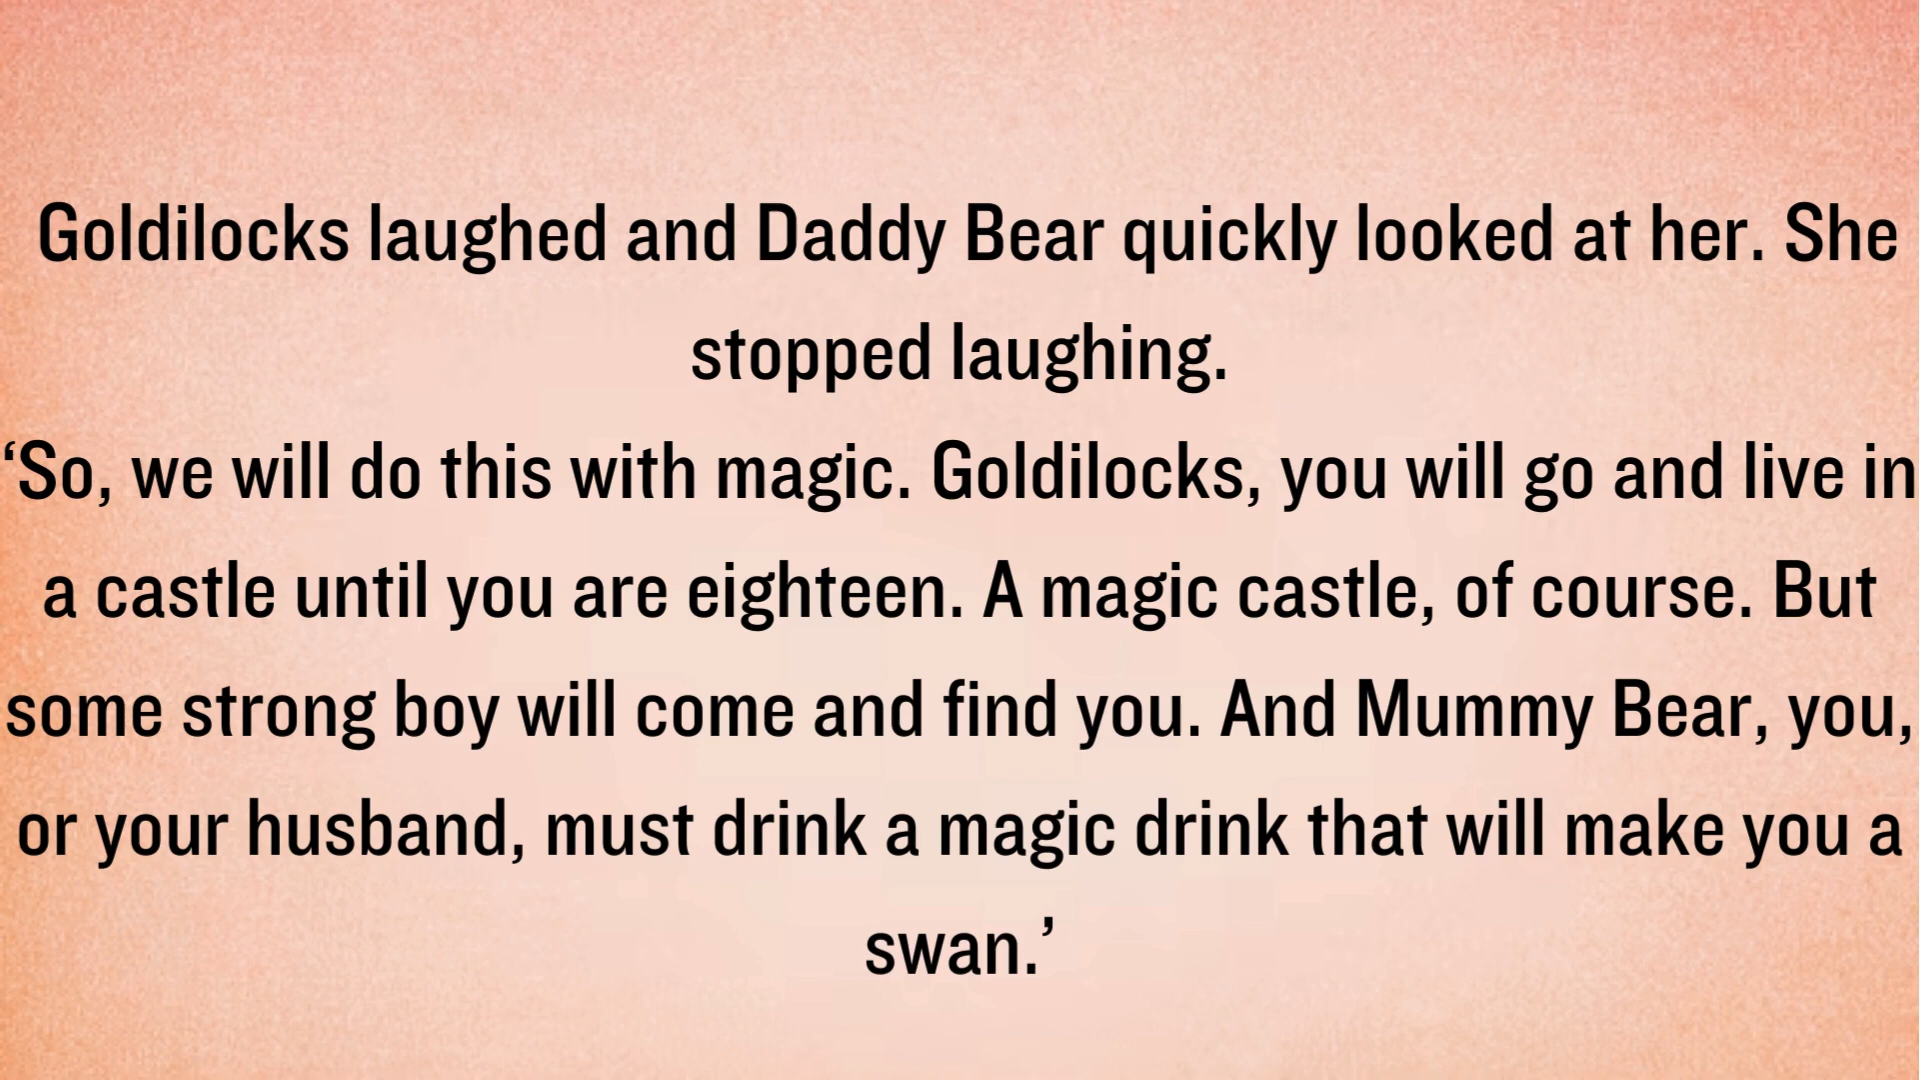 Goldilocks laughed and Daddy Bear quickly looked at her. She
stopped laughing.
‘So, we will do this with magic. Goldilocks, you will go and live in
a castle until you are eighteen. A magic castle, of course. But
some strong boy will come and find you. And Mummy Bear, you,
or your husband, must drink a magic drink that will make you a
swan.’